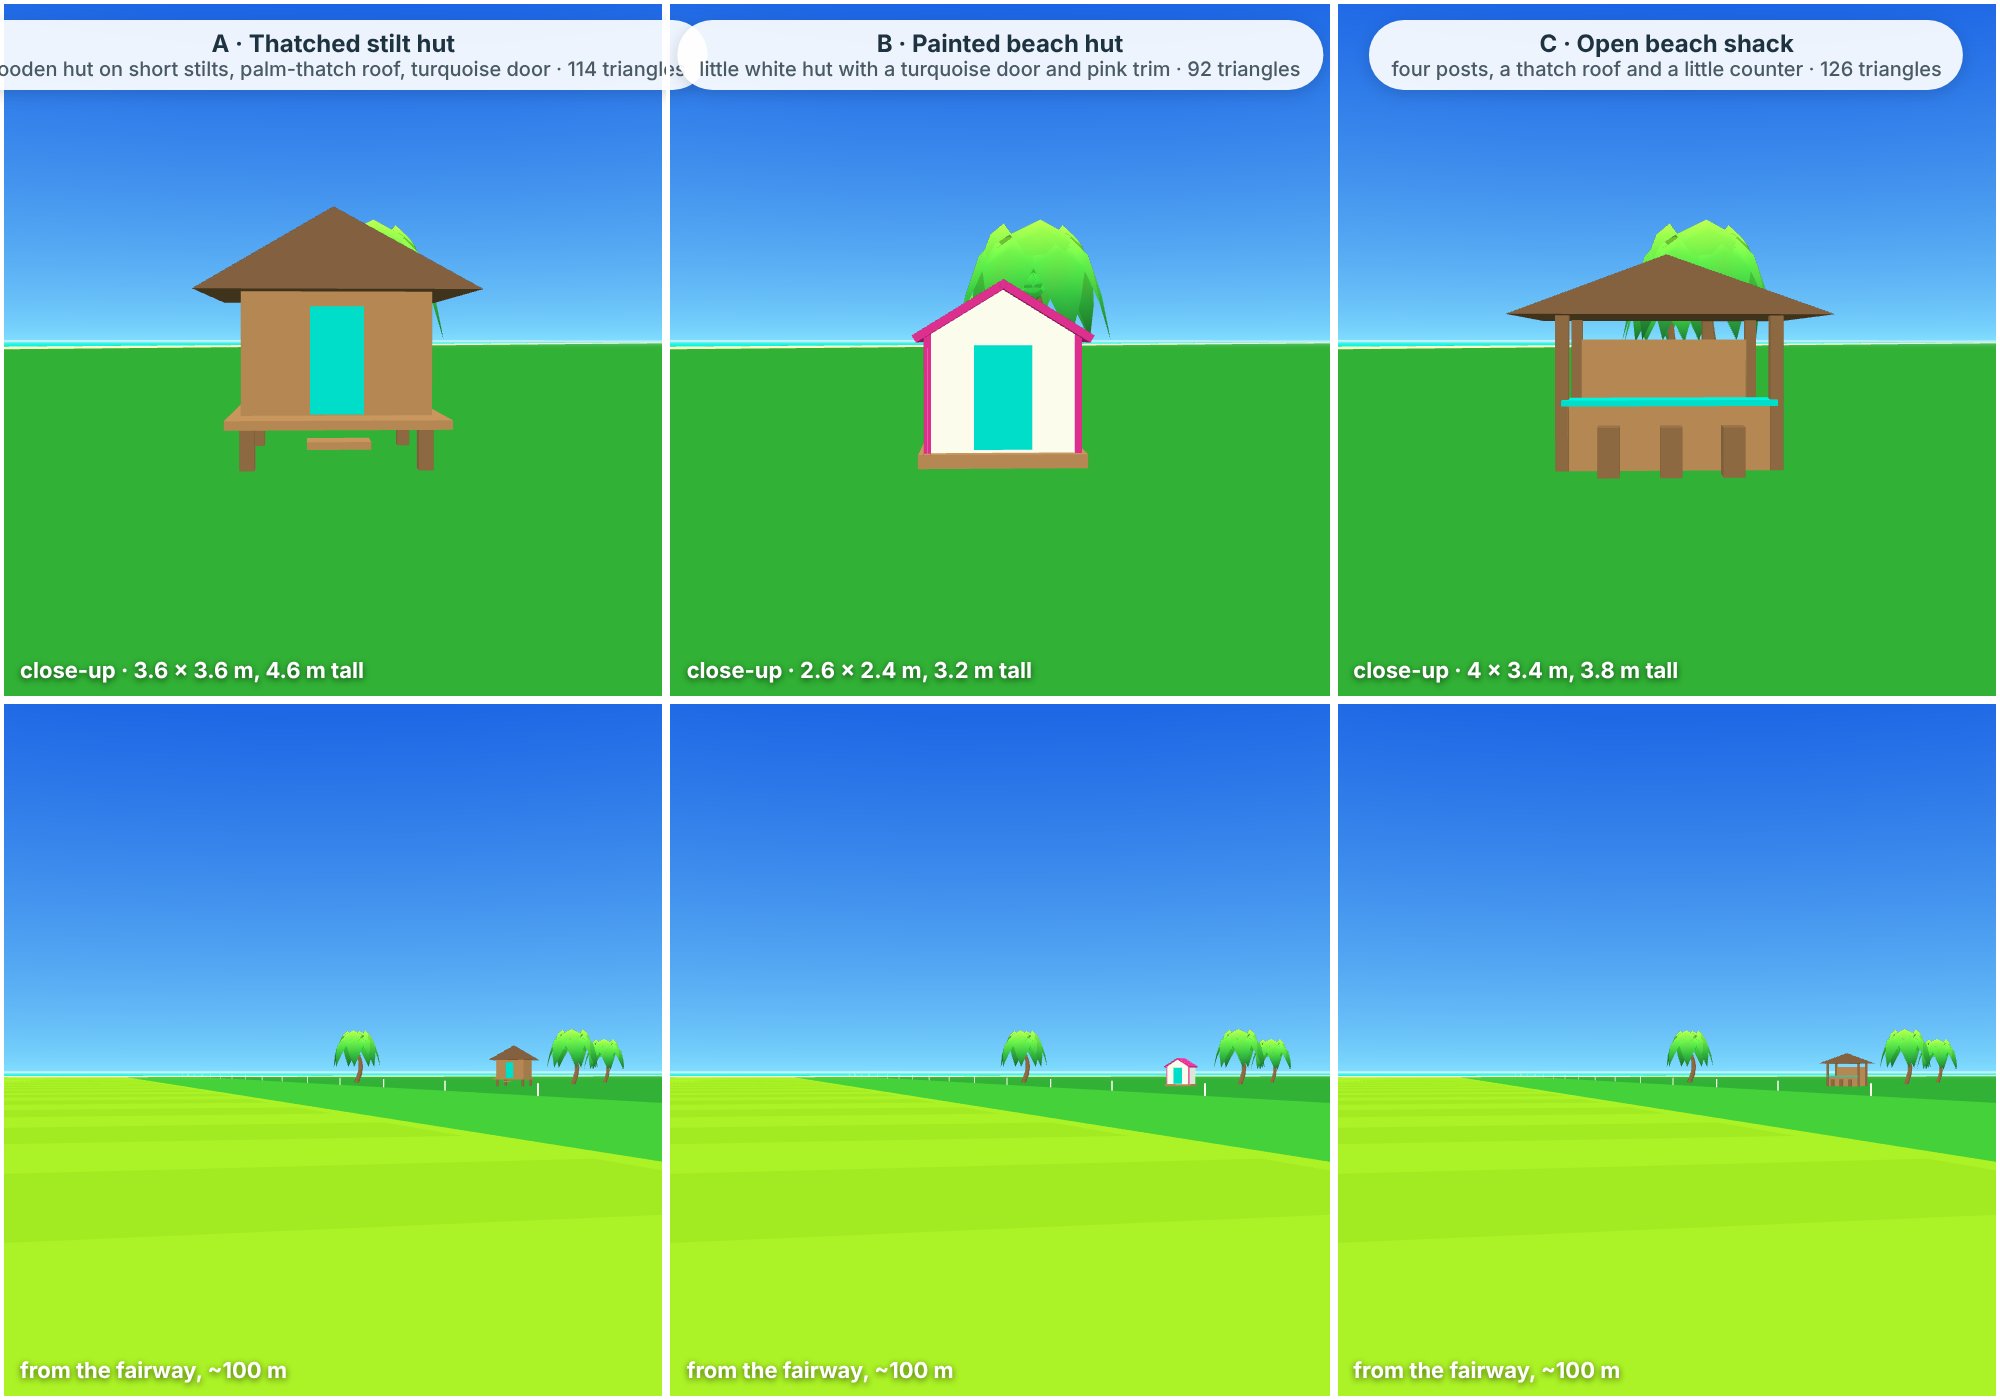 A · Thatched stilt hut
ooden hut on short stilts, palm-thatch roof, turquoise door · 114 triangles
B · Painted beach hut
little white hut with a turquoise door and pink trim · 92 triangles
C · Open beach shack
four posts, a thatch roof and a little counter · 126 triangles
close-up · 3.6 × 3.6 m, 4.6 m tall
close-up · 2.6 × 2.4 m, 3.2 m tall
close-up · 4 × 3.4 m, 3.8 m tall
from the fairway, ~100 m
from the fairway, ~100 m
from the fairway, ~100 m